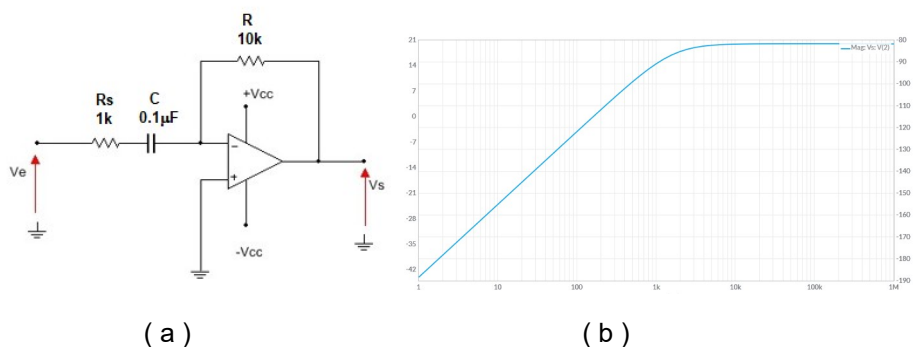 R
10k
Rs
1k
C
0.1µF
+Vcc
-Vcc
Ve
Vs
21
14
7
0
-7
-14
-21
-28
-35
-42
1
10
100
1k
10k
100k
1M
-80
-90
-100
-110
-120
-130
-140
-150
-160
-170
-180
-190
Mag: Vs: V(2)
( a )
( b )